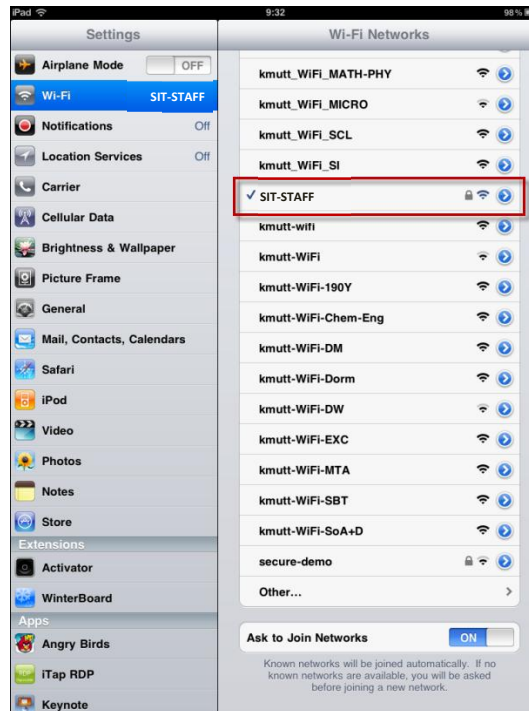 iPad 9:32 98%
Settings
Airplane Mode OFF
Wi-Fi SIT-STAFF
Notifications Off
Location Services Off
Carrier
Cellular Data
Brightness & Wallpaper
Picture Frame
General
Mail, Contacts, Calendars
Safari
iPod
Video
Photos
Notes
Store
Extensions
Activator
WinterBoard
Apps
Angry Birds
iTap RDP
Keynote
Wi-Fi Networks
kmutt_WiFi_MATH-PHY
kmutt_WiFi_MICRO
kmutt_WiFi_SCL
kmutt_WiFi_SI
SIT-STAFF
kmutt-wifi
kmutt-WiFi
kmutt-WiFi-190Y
kmutt-WiFi-Chem-Eng
kmutt-WiFi-DM
kmutt-WiFi-Dorm
kmutt-WiFi-DW
kmutt-WiFi-EXC
kmutt-WiFi-MTA
kmutt-WiFi-SBT
kmutt-WiFi-SoA+D
secure-demo
Other...
Ask to Join Networks ON
Known networks will be joined automatically. If no
known networks are available, you will be asked
before joining a new network.